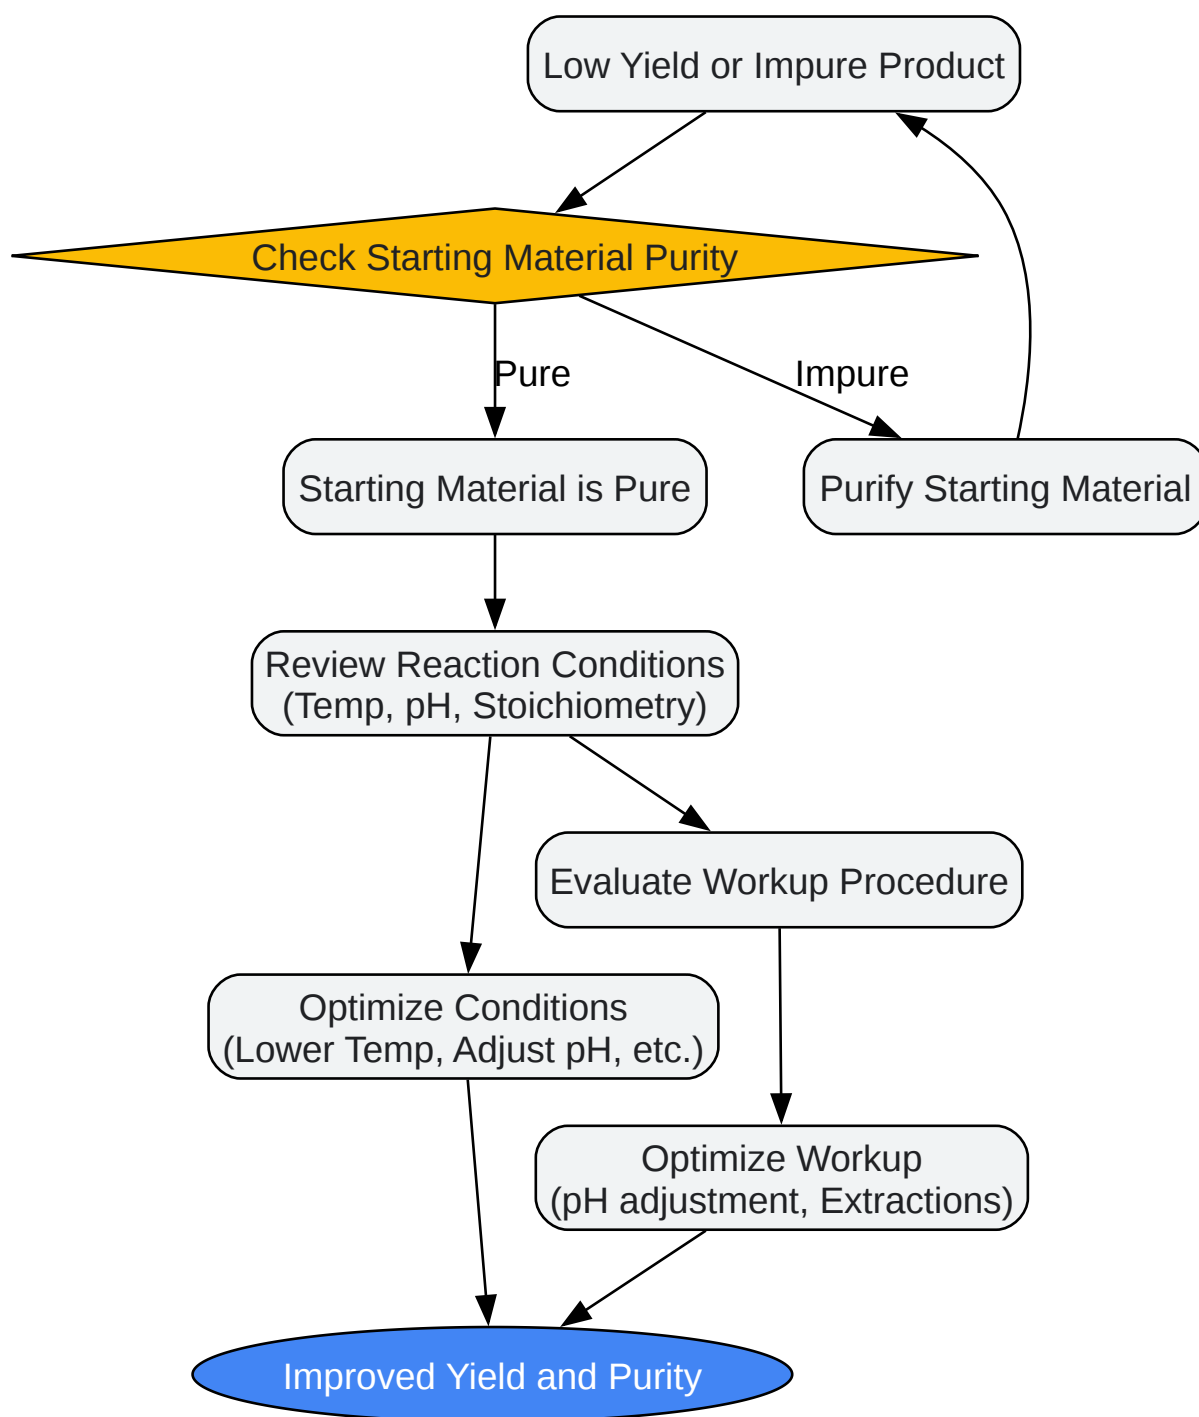 Low Yield or Impure Product
Check Starting Material Purity
Pure
Impure
Starting Material is Pure
Purify Starting Material
Review Reaction Conditions
(Temp, pH, Stoichiometry)
Evaluate Workup Procedure
Optimize Conditions
(Lower Temp, Adjust pH, etc.)
Optimize Workup
(pH adjustment, Extractions)
Improved Yield and Purity